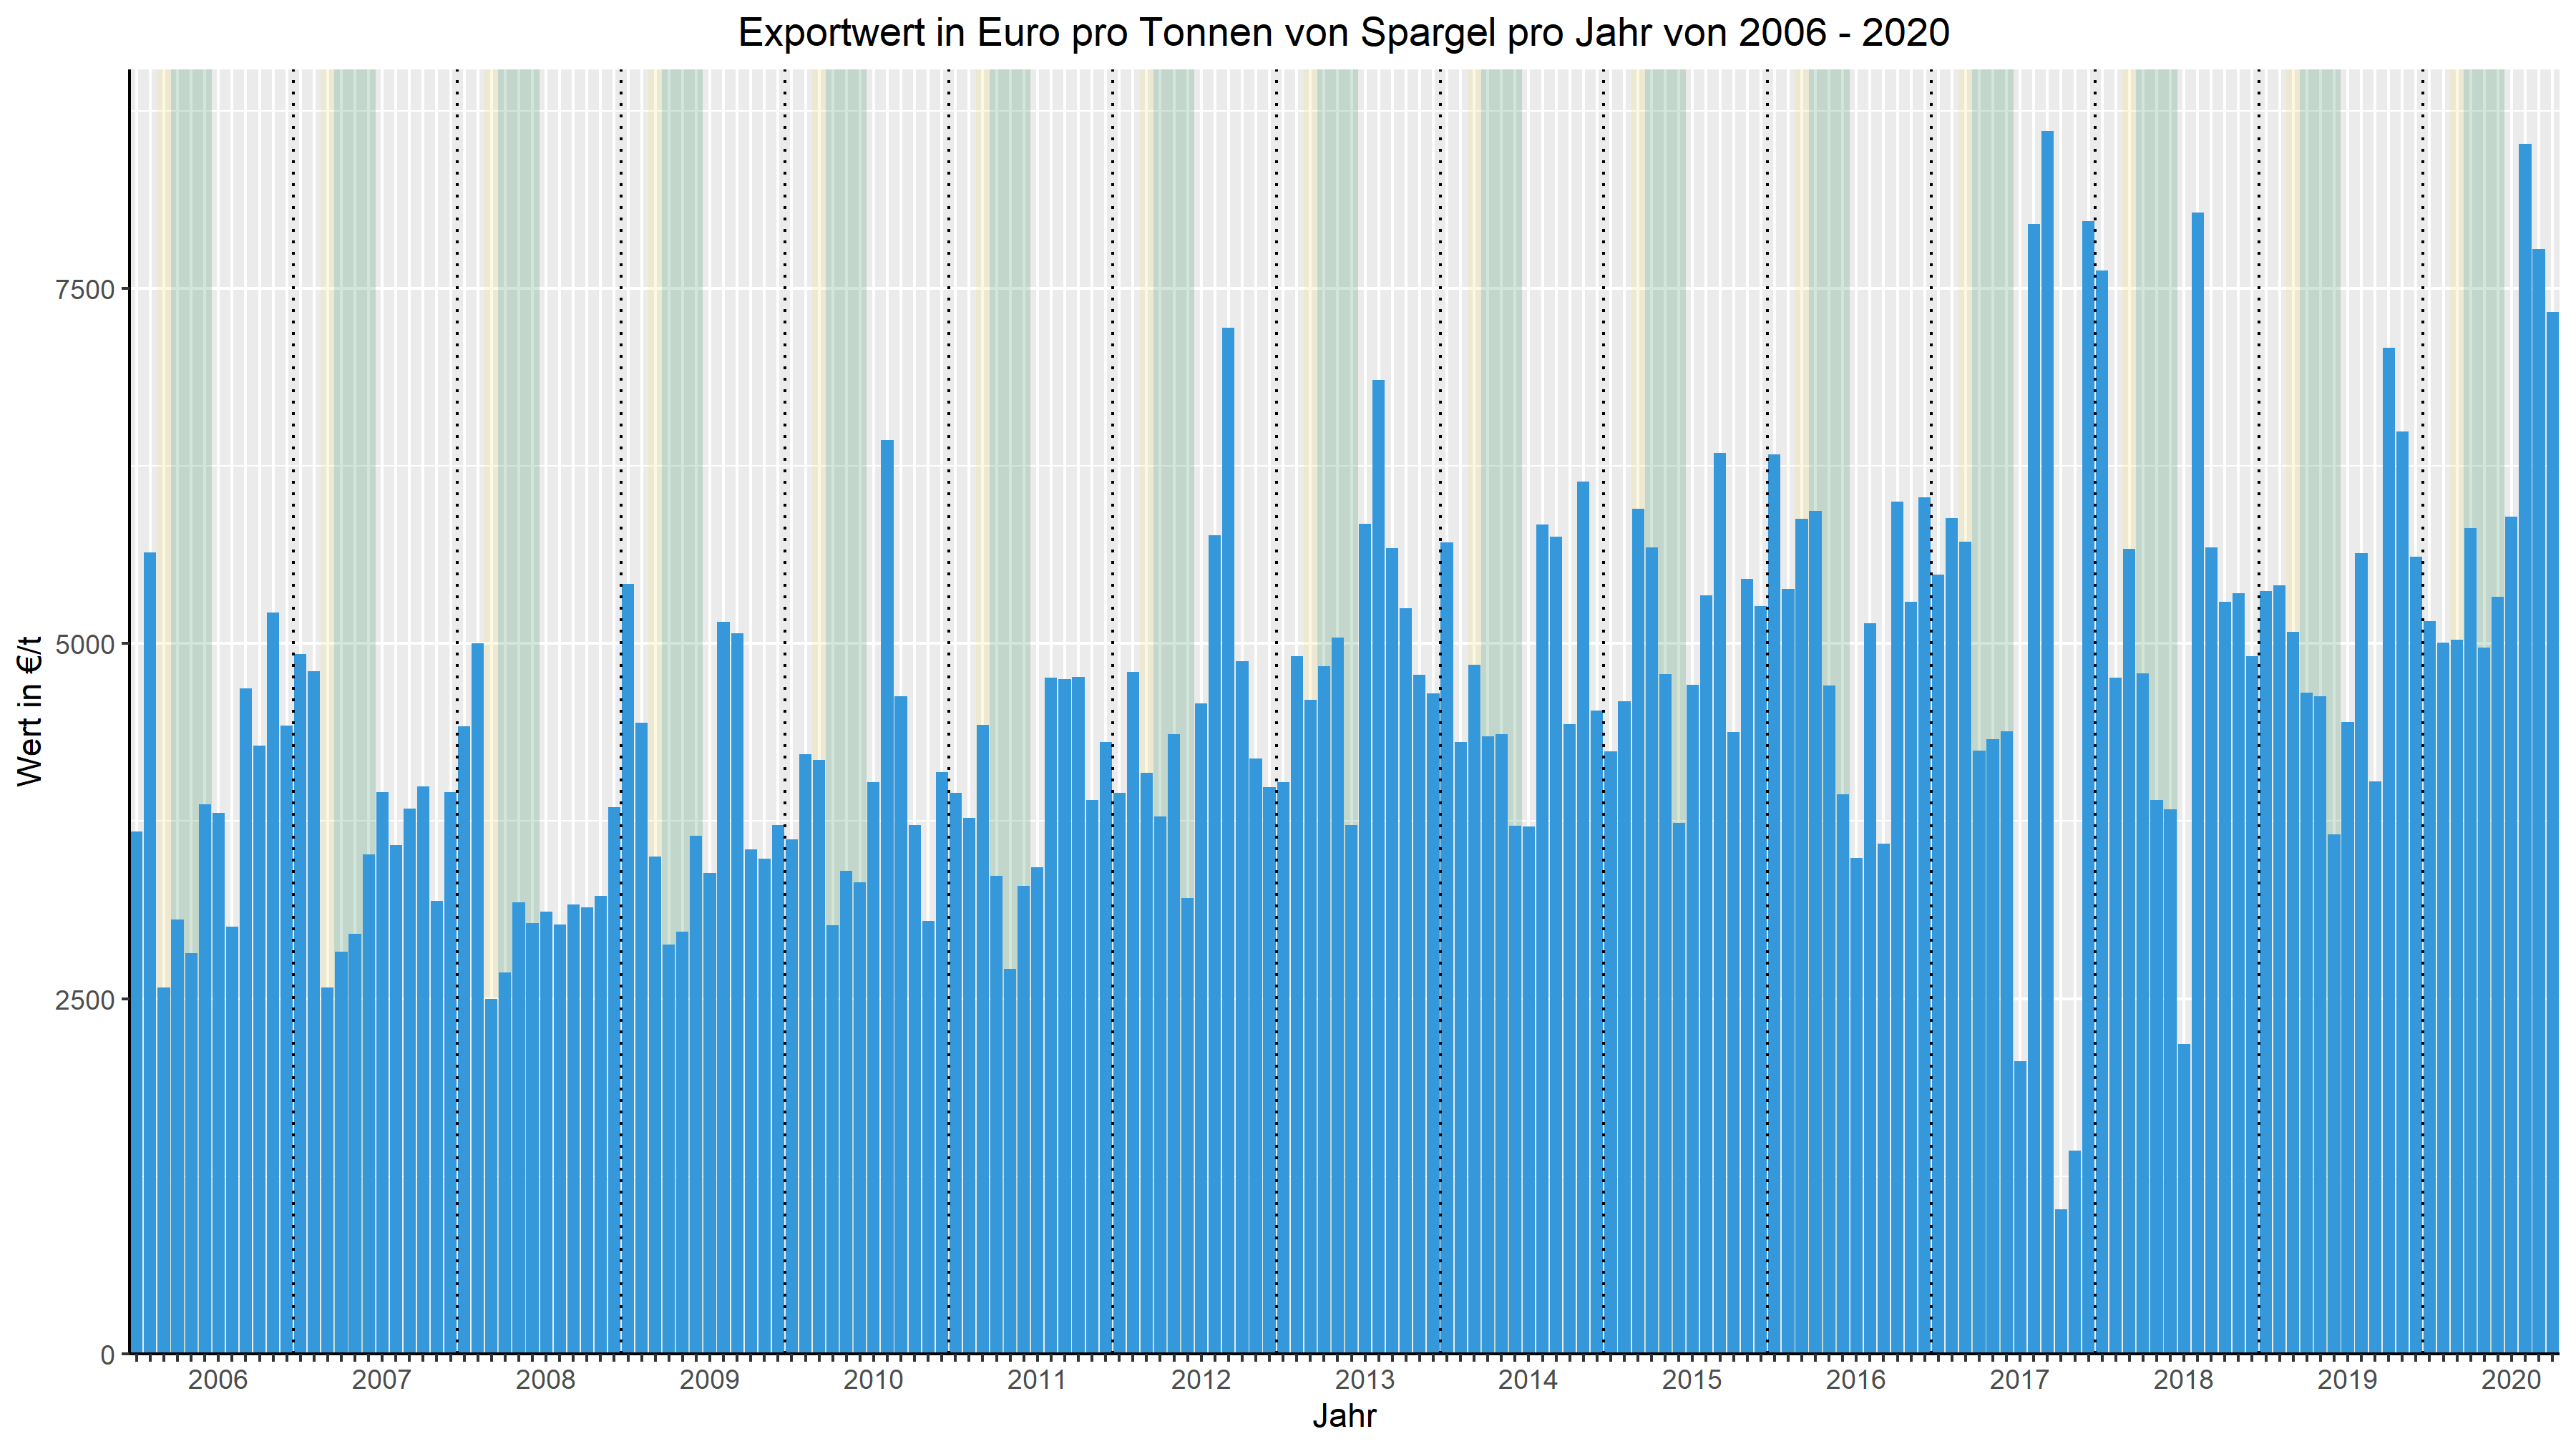 Exportwert in Euro pro Tonnen von Spargel pro Jahr von 2006 - 2020
Wert in €/t
7500
5000
2500
0
2006 2007 2008 2009 2010 2011 2012 2013 2014 2015 2016 2017 2018 2019 2020
Jahr